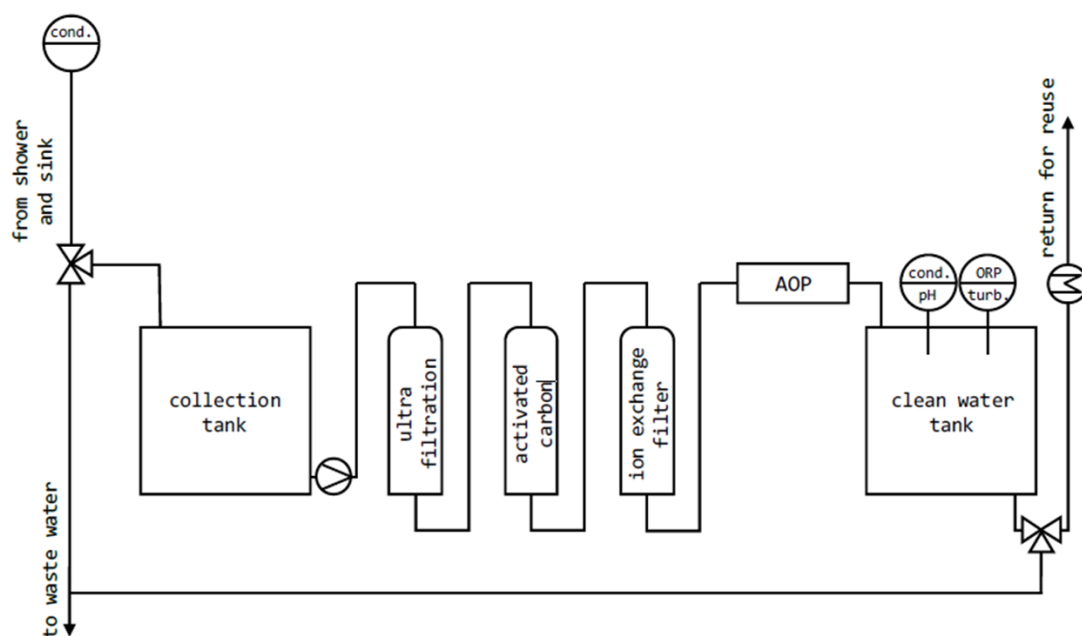 cond.
from shower
and sink
to waste water
collection
tank
ultra
filtration
activated
carbon
ion exchange
filter
AOP
cond.
pH
ORP
turb.
clean water
tank
return for reuse